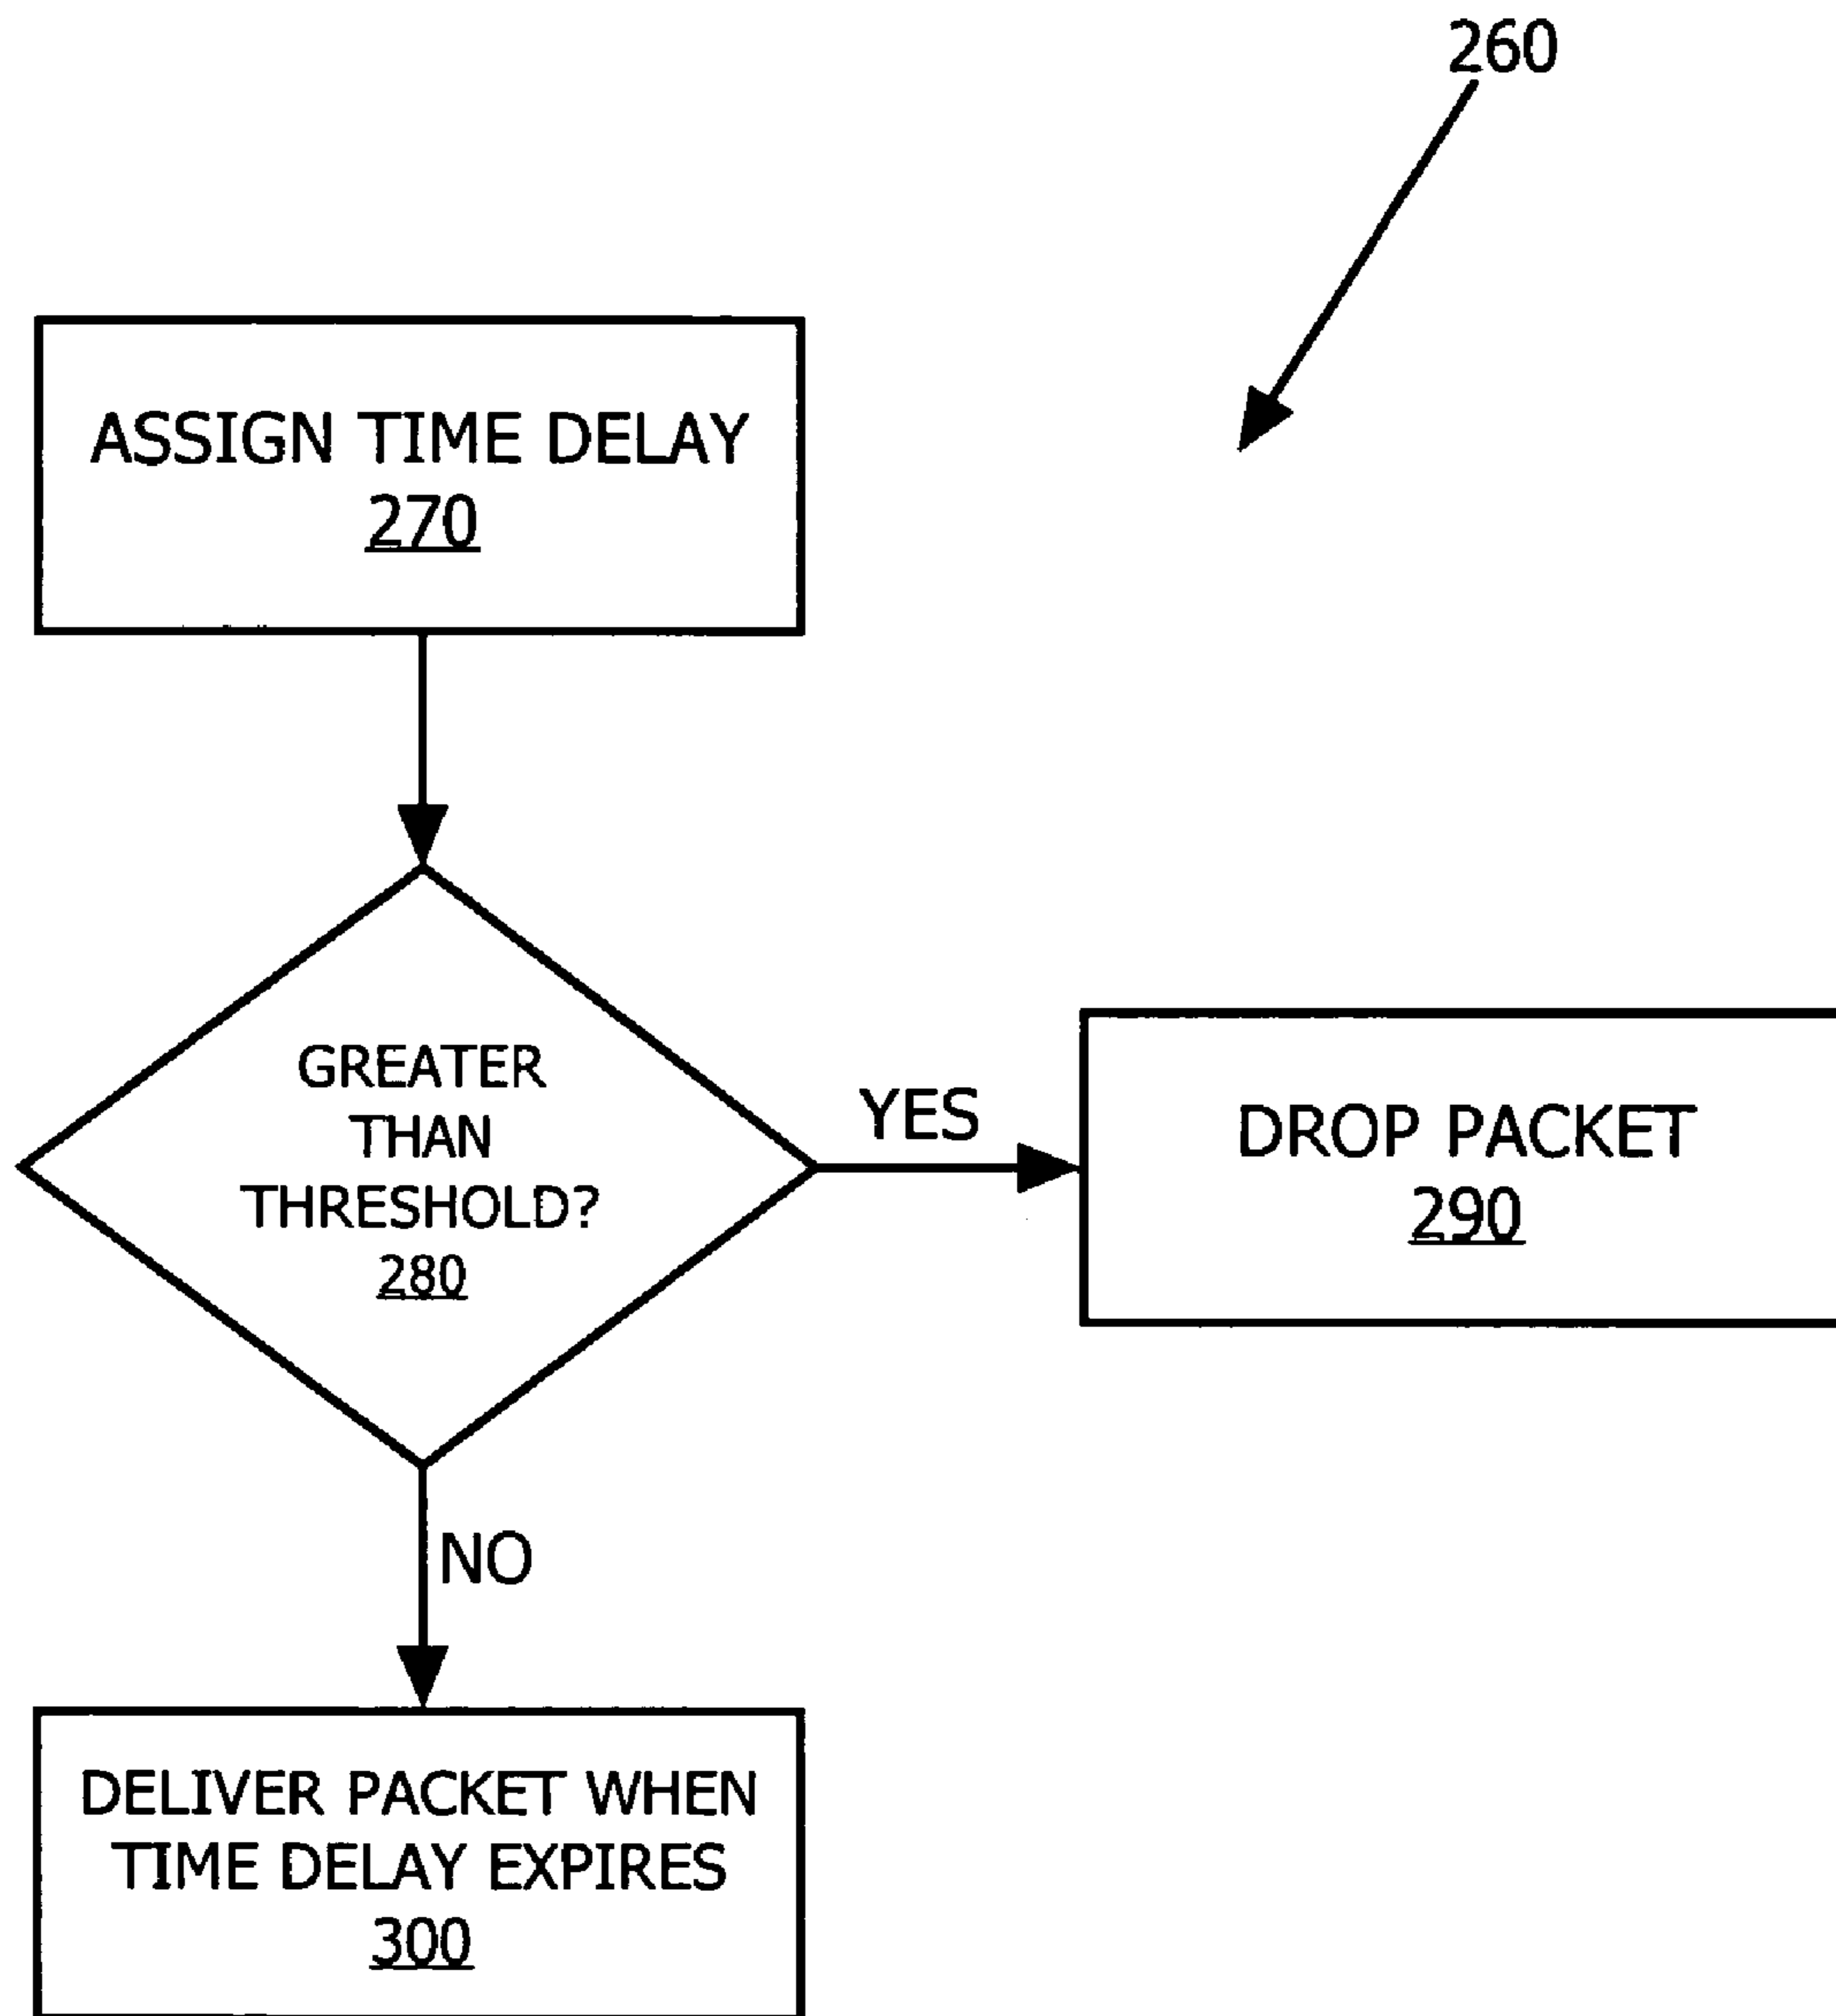 260
ASSIGN TIME DELAY
270
GREATER
THAN
THRESHOLD?
280
YES
DROP PACKET
290
NO
DELIVER PACKET WHEN
TIME DELAY EXPIRES
300